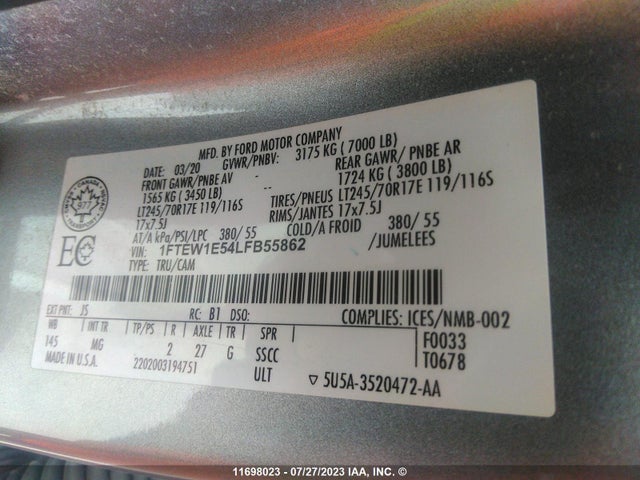 MFD. BY FORD MOTOR COMPANY
DATE: 03/20 GVWR/PNBV: 3175 KG ( 7000 LB)
FRONT GAWR/PNBE AV - REAR GAWR/ PNBE AR
1565 KG ( 3450 LB) - 1724 KG ( 3800 LB)
LT245/70R17E 119/116S TIRES/PNEUS LT245/70R17E 119/116S
17x7.5J RIMS/JANTES 17x7.5J
AT/A kPa/PSI/LPC 380/ 55 COLD/A FROID 380/ 55
VIN: 1FTEW1E54LFB55862 /JUMELEES
TYPE: TRU/CAM
CANADA
TRANSPORT
977
EC
EXT PNT: JS RC: B1 DSO: COMPLIES: ICES/NMB-002
WB INT TR TP/PS R AXLE TR SPR F0033
145 MG 2 27 G SSCC T0678
MADE IN U.S.A. 2202003194751 ULT ▽ 5U5A-3520472-AA
11698023 - 07/27/2023 IAA, INC. ©